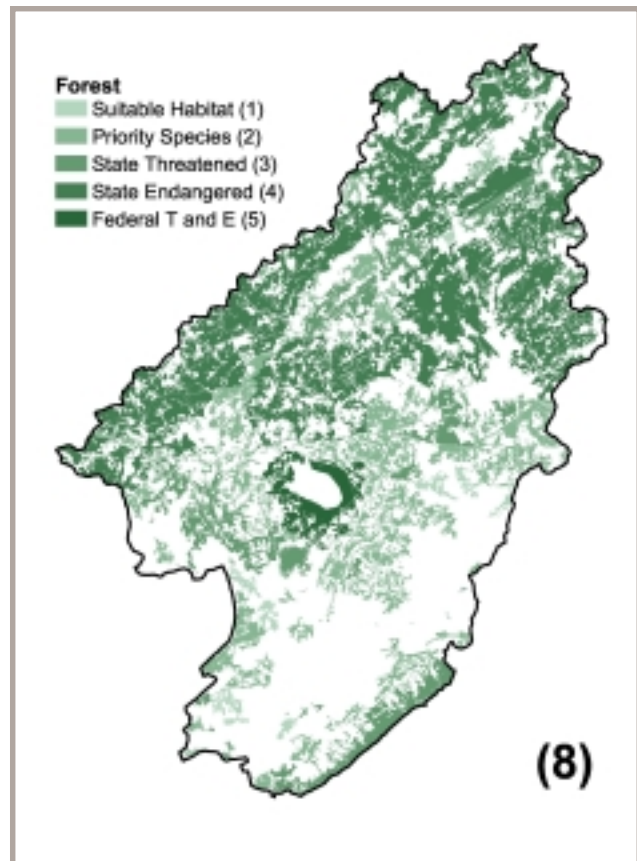 Forest
Suitable Habitat (1)
Priority Species (2)
State Threatened (3)
State Endangered (4)
Federal T and E (5)
(8)